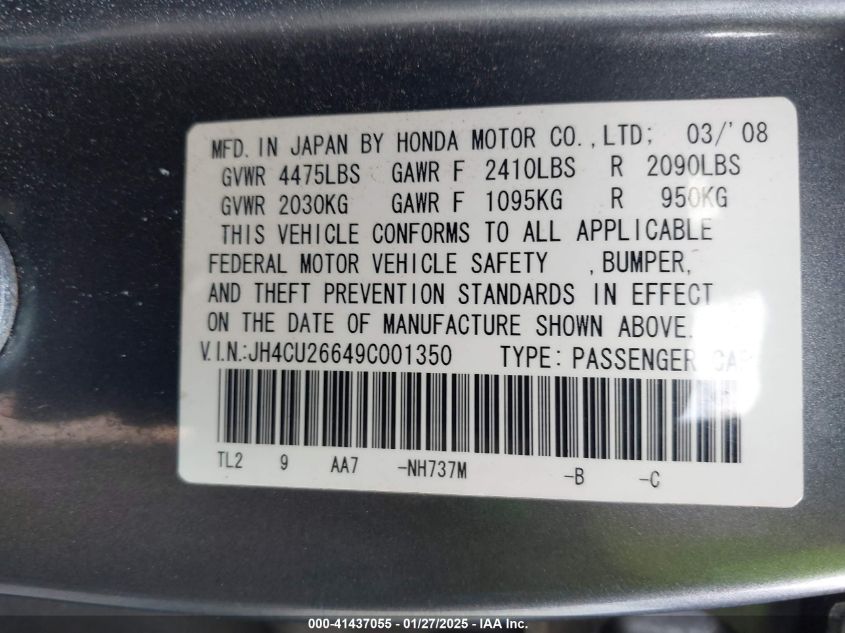 MFD. IN JAPAN BY HONDA MOTOR CO., LTD; 03/'08
GVWR 4475LBS GAWR F 2410LBS R 2090LBS
GVWR 2030KG GAWR F 1095KG R 950KG
THIS VEHICLE CONFORMS TO ALL APPLICABLE
FEDERAL MOTOR VEHICLE SAFETY , BUMPER,
AND THEFT PREVENTION STANDARDS IN EFFECT
ON THE DATE OF MANUFACTURE SHOWN ABOVE.
V.I.N.: JH4CU26649C001350 TYPE: PASSENGER CAR
TL2 9 AA7 -NH737M -B -C
000-41437055 - 01/27/2025 - IAA Inc.